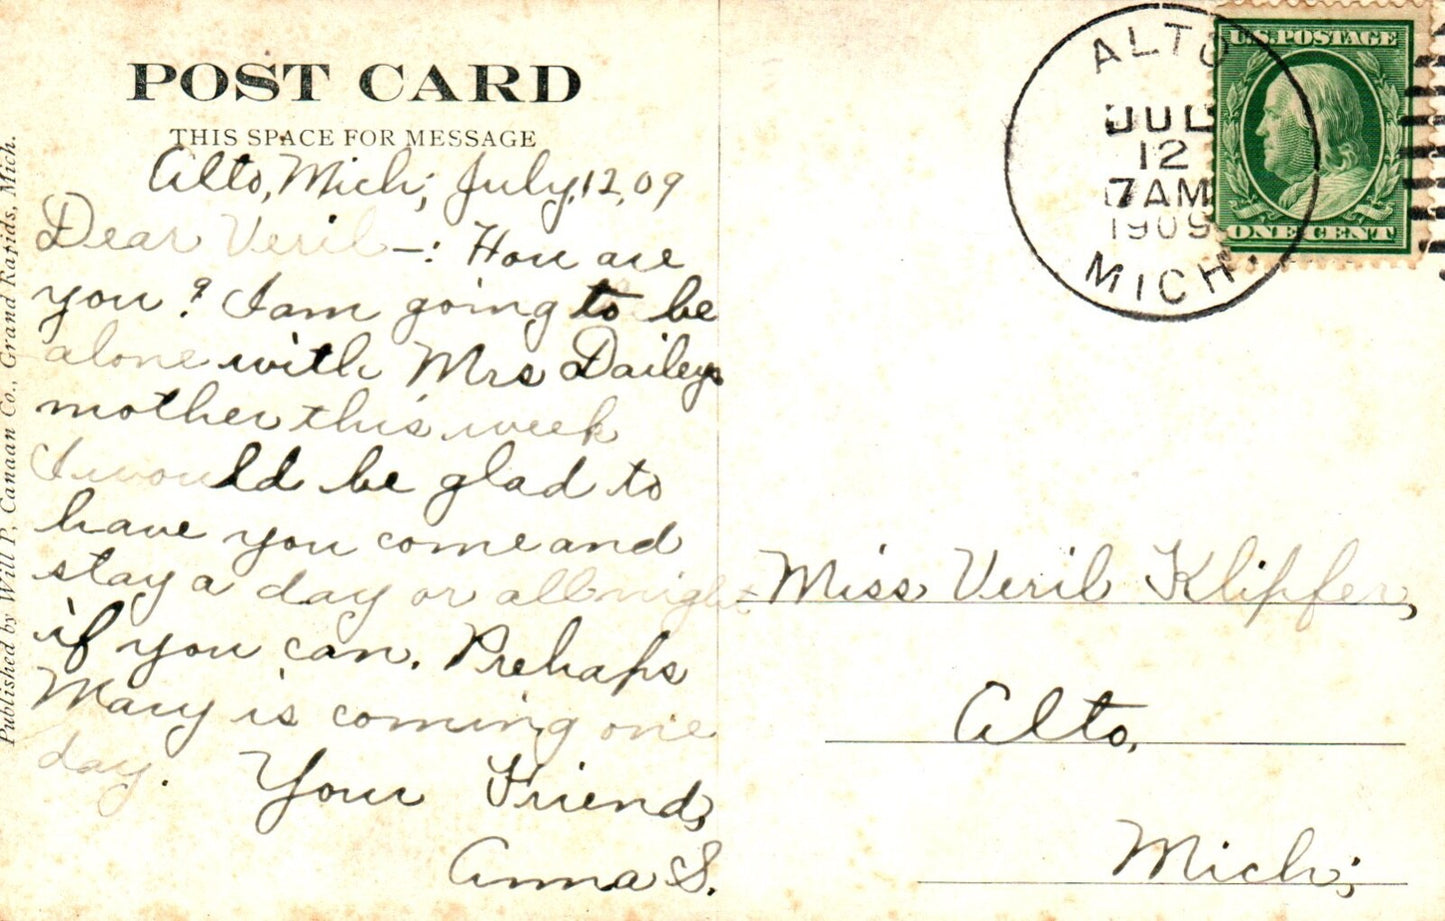 POST CARD
THIS SPACE FOR MESSAGE
Alto, Mich; July, 12, 09
Dear Veril—: How are
you? I am going to be
alone with Mrs Daileys
mother this week
I would be glad to
have you come and
stay a day or all night
if you can. Prehaps
Mary is coming one
day. Your Friend,
Anna S.
Published by Will P. Canaan Co., Grand Rapids, Mich.
ALTO
JUL
12
7AM
1909
MICH.
U.S. POSTAGE
ONE CENT
Miss Veril Klipfer,
Alto,
Mich;